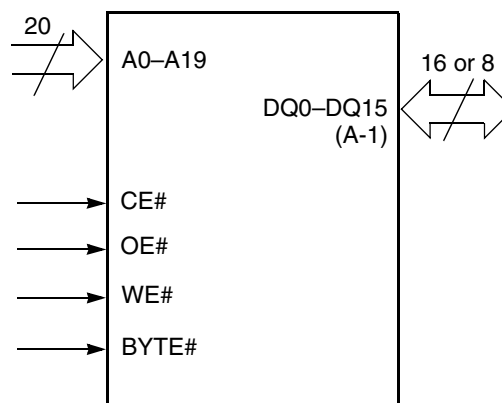 20
A0–A19
16 or 8
DQ0–DQ15
(A-1)
CE#
OE#
WE#
BYTE#